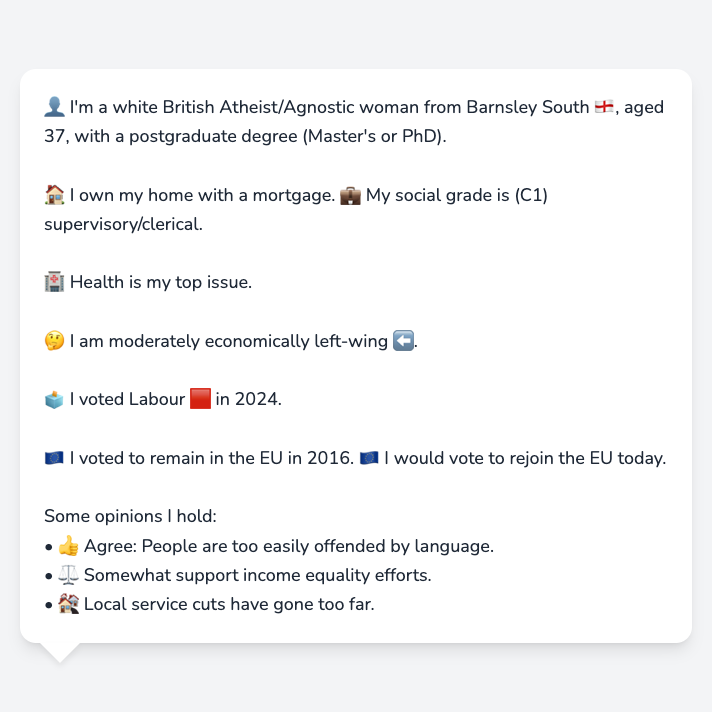 👤 I'm a white British Atheist/Agnostic woman from Barnsley South 🏴󠁧󠁢󠁥󠁮󠁧󠁿, aged
37, with a postgraduate degree (Master's or PhD).
🏠 I own my home with a mortgage. 💼 My social grade is (C1)
supervisory/clerical.
🏥 Health is my top issue.
🤔 I am moderately economically left-wing ⬅️.
🗳️ I voted Labour 🟥 in 2024.
🇪🇺 I voted to remain in the EU in 2016. 🇪🇺 I would vote to rejoin the EU today.
Some opinions I hold:
• 👍 Agree: People are too easily offended by language.
• ⚖️ Somewhat support income equality efforts.
• 🏚️ Local service cuts have gone too far.